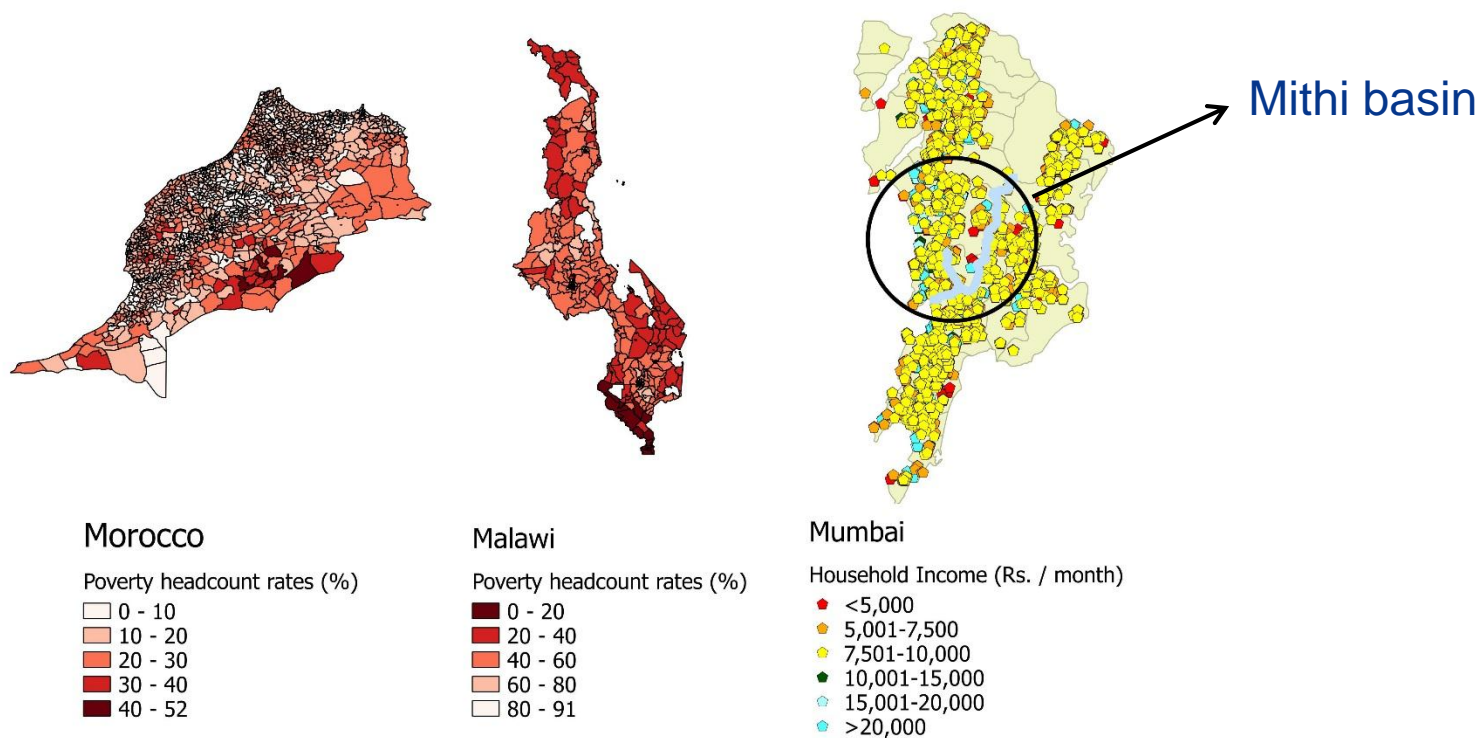 Mithi basin
Morocco
Poverty headcount rates (%)
0 - 10
10 - 20
20 - 30
30 - 40
40 - 52
Malawi
Poverty headcount rates (%)
0 - 20
20 - 40
40 - 60
60 - 80
80 - 91
Mumbai
Household Income (Rs. / month)
<5,000
5,001-7,500
7,501-10,000
10,001-15,000
15,001-20,000
>20,000